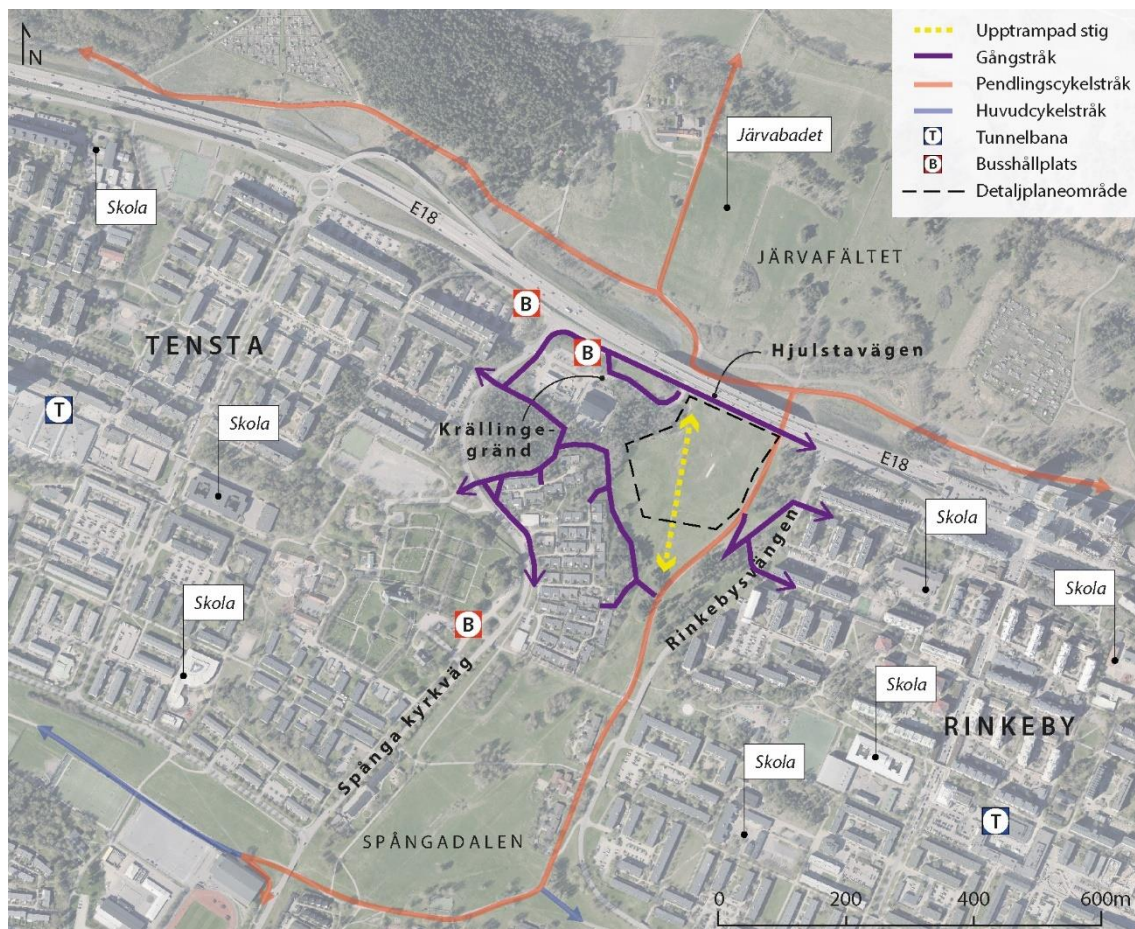 N
Upptrampad stig
Gångstråk
Pendlingscykelstråk
Huvudcykelstråk
T Tunnelbana
B Busshållplats
Detaljplaneområde
Järvabadet
Skola
E18
JÄRVAFÄLTET
B
TENSTA
B
Hjulstavägen
T
Skola
Krällinge-
gränd
E18
Skola
Rinkebysvängen
Skola
Skola
B
Skola
RINKEBY
Spånga kyrkväg
Skola
T
SPÅNGADALEN
0 200 400 600m